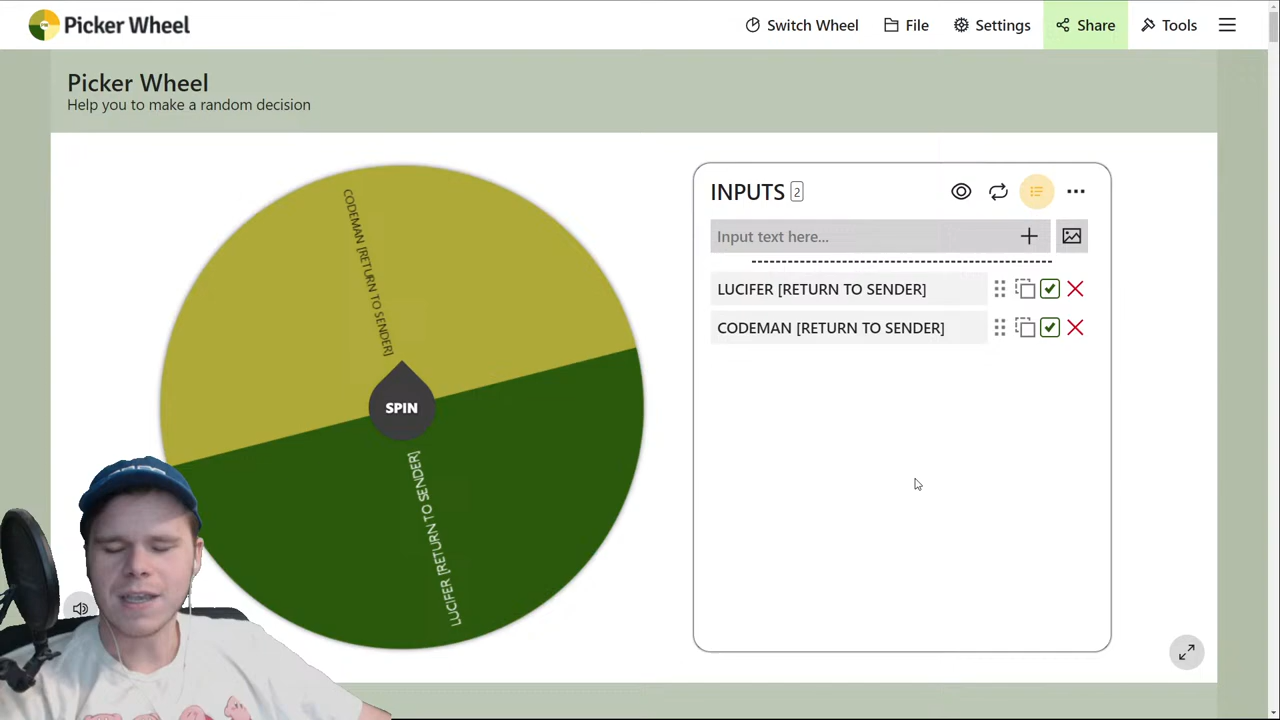 Picker Wheel
Switch Wheel
File
Settings
Share
Tools
Picker Wheel
Help you to make a random decision
CODEMAN [RETURN TO SENDER]
SPIN
LUCIFER [RETURN TO SENDER]
INPUTS 2
Input text here...
LUCIFER [RETURN TO SENDER]
CODEMAN [RETURN TO SENDER]